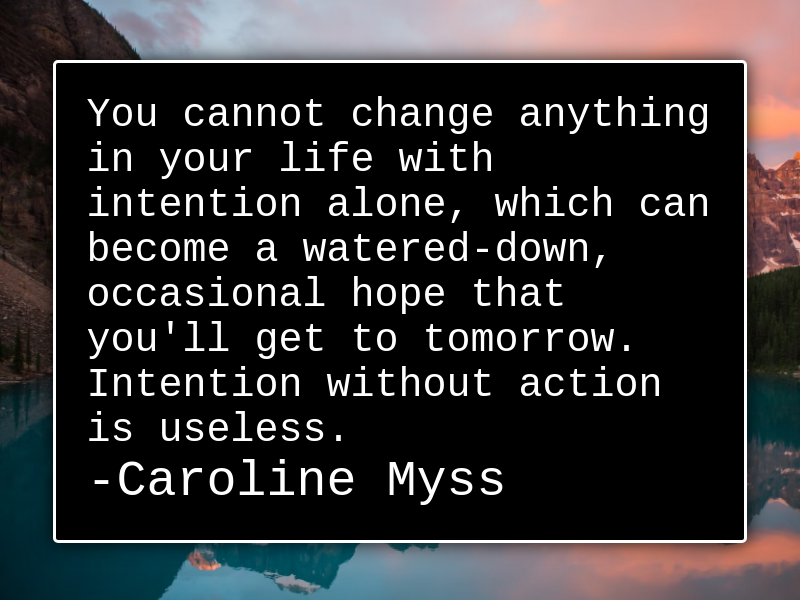 You cannot change anything
in your life with
intention alone, which can
become a watered-down,
occasional hope that
you'll get to tomorrow.
Intention without action
is useless.
-Caroline Myss